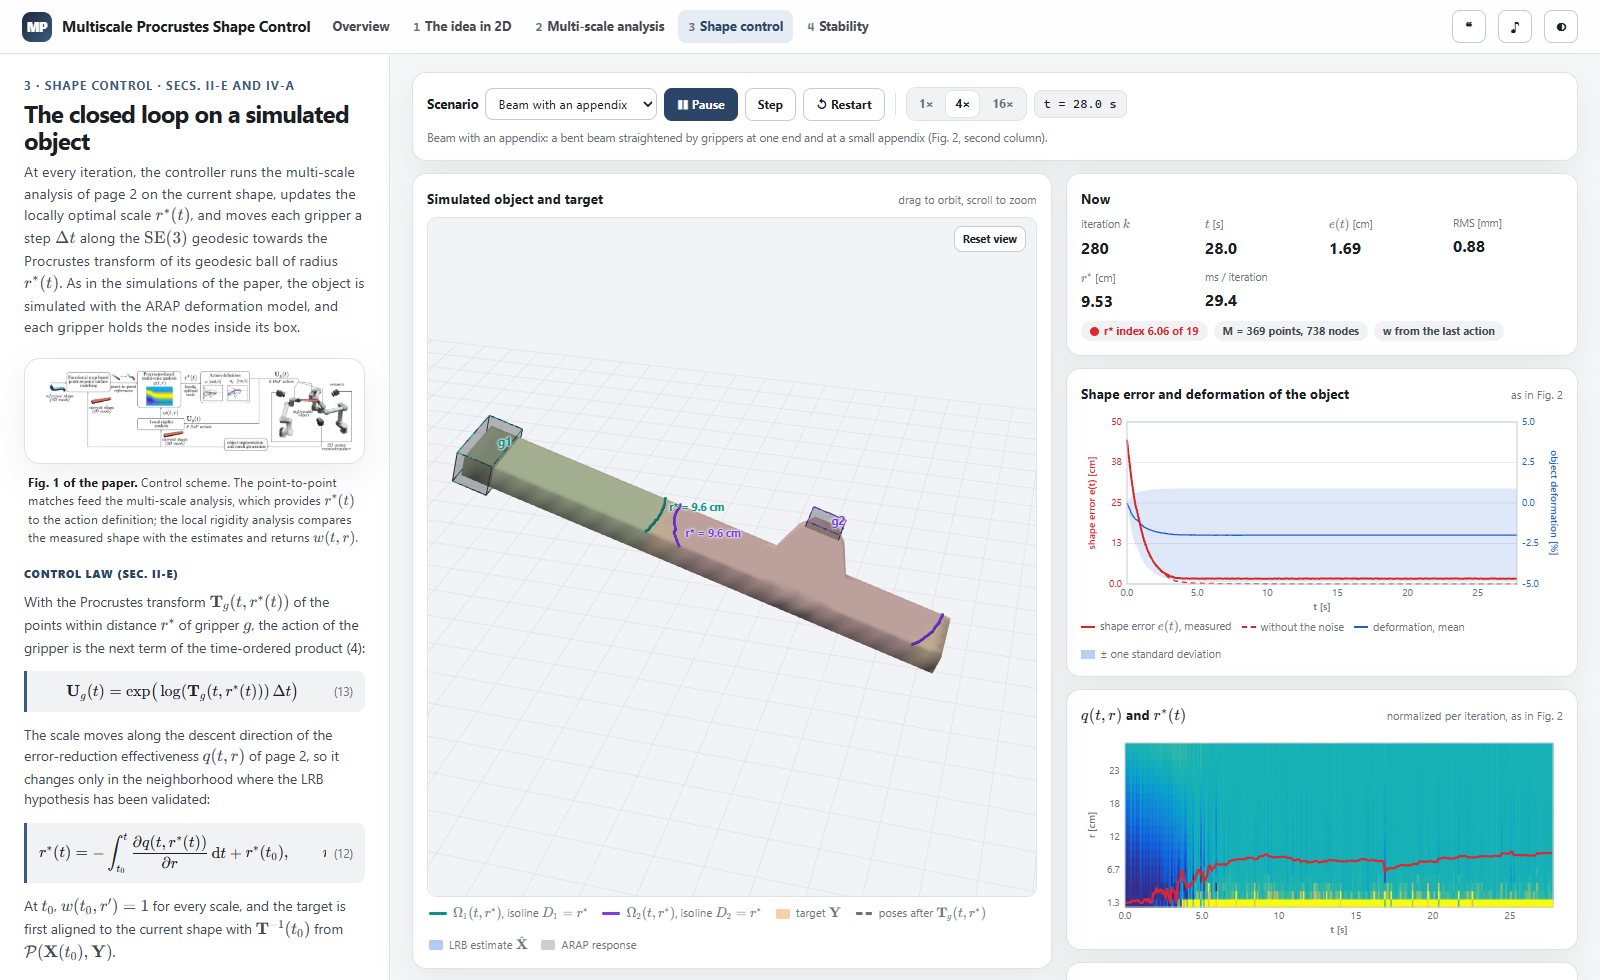 MP Multiscale Procrustes Shape Control Overview 1 The idea in 2D 2 Multi-scale analysis 3 Shape control 4 Stability
3 · SHAPE CONTROL · SECS. II-E AND IV-A
The closed loop on a simulated
object
At every iteration, the controller runs the multi-scale
analysis of page 2 on the current shape, updates the
locally optimal scale r*(t), and moves each gripper a
step Δt along the SE(3) geodesic towards the
Procrustes transform of its geodesic ball of radius
r*(t). As in the simulations of the paper, the object is
simulated with the ARAP deformation model, and
each gripper holds the nodes inside its box.
Fig. 1 of the paper. Control scheme. The point-to-point
matches feed the multi-scale analysis, which provides r*(t)
to the action definition; the local rigidity analysis compares
the measured shape with the estimates and returns w(t, r).
CONTROL LAW (SEC. II-E)
With the Procrustes transform T_g(t, r*(t)) of the
points within distance r* of gripper g, the action of the
gripper is the next term of the time-ordered product (4):
U_g(t) = exp(log(T_g(t, r*(t))) Δt) (13)
The scale moves along the descent direction of the
error-reduction effectiveness q(t, r) of page 2, so it
changes only in the neighborhood where the LRB
hypothesis has been validated:
r*(t) = − ∫_{t_0}^{t} ∂q(t, r*(t))/∂r dt + r*(t_0), (12)
At t_0, w(t_0, r′) = 1 for every scale, and the target is
first aligned to the current shape with T⁻¹(t_0) from
P(X(t_0), Y).
Scenario Beam with an appendix Pause Step Restart 1× 4× 16× t = 28.0 s
Beam with an appendix: a bent beam straightened by grippers at one end and at a small appendix (Fig. 2, second column).
Simulated object and target drag to orbit, scroll to zoom
Reset view
g1
r* = 9.6 cm
g2
r* = 9.6 cm
Ω₁(t, r*), isoline D₁ = r* Ω₂(t, r*), isoline D₂ = r* target Y poses after T_g(t, r*)
LRB estimate X̂ ARAP response
Now
iteration k t [s] e(t) [cm] RMS [mm]
280 28.0 1.69 0.88
r* [cm] ms / iteration
9.53 29.4
r* index 6.06 of 19 M = 369 points, 738 nodes w from the last action
Shape error and deformation of the object as in Fig. 2
shape error e(t) [cm]
50
38
25
13
0.0
5.0
2.5
0.0
-2.5
-5.0
object deformation [%]
0.0 5.0 10 15 20 25
t [s]
shape error e(t), measured without the noise deformation, mean
± one standard deviation
q(t, r) and r*(t) normalized per iteration, as in Fig. 2
r [cm]
23
18
12
6.7
1.3
0.0 5.0 10 15 20 25
t [s]